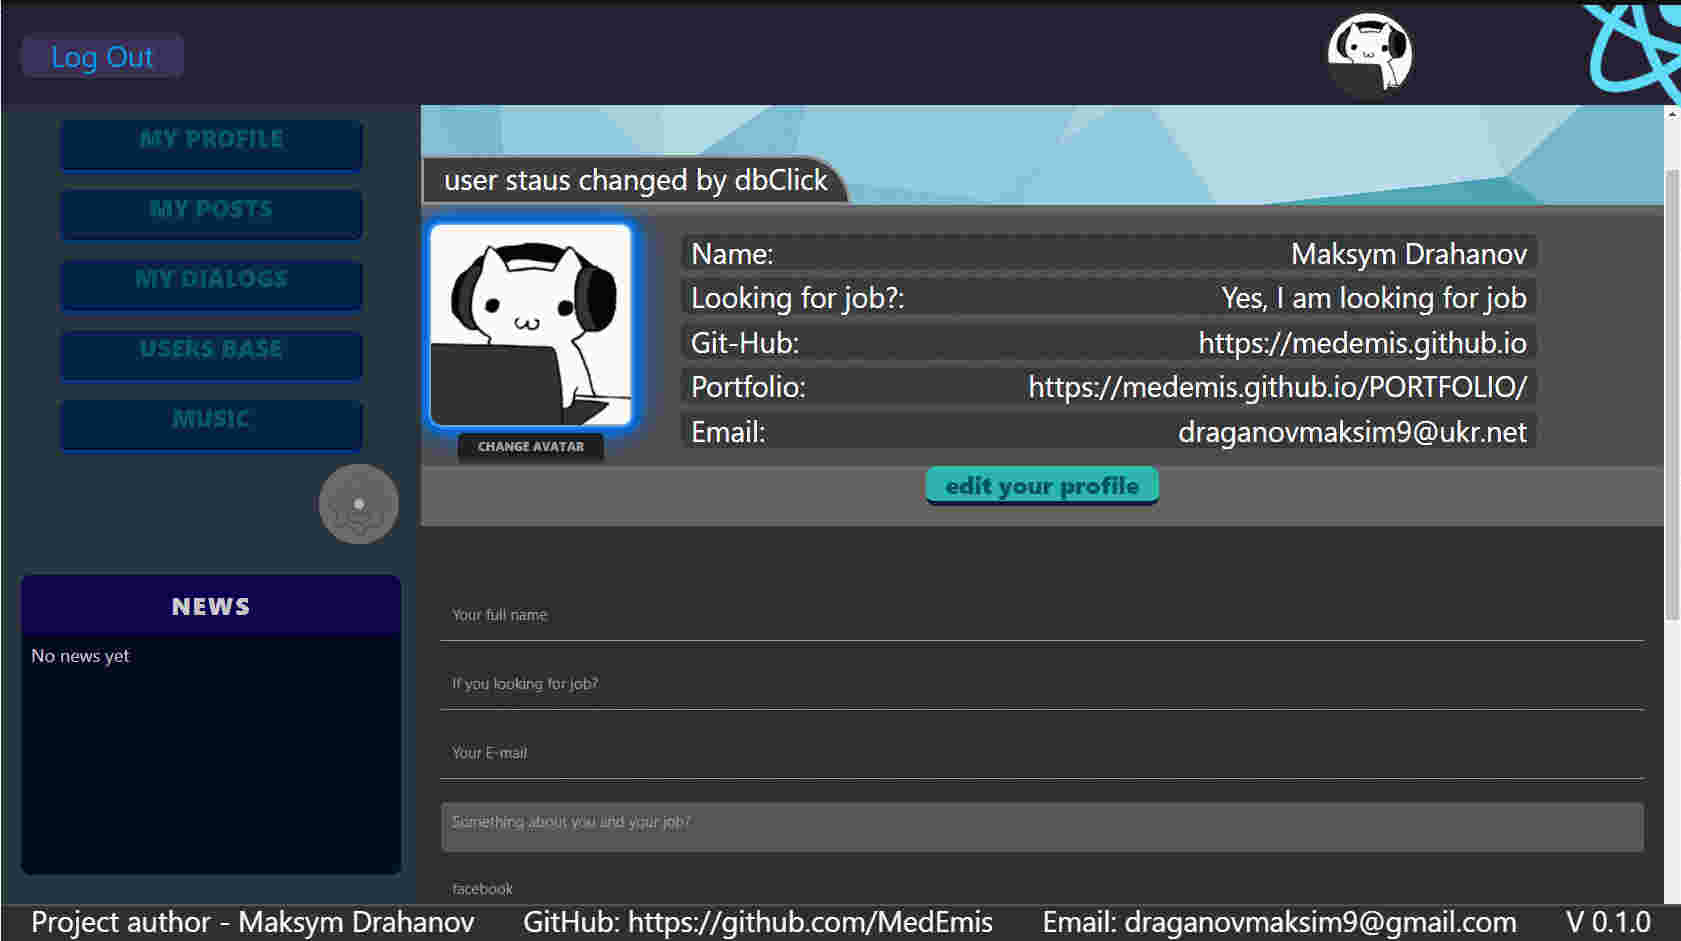 Log Out
MY PROFILE
MY POSTS
MY DIALOGS
USERS BASE
MUSIC
NEWS
No news yet
user staus changed by dbClick
CHANGE AVATAR
Name: Maksym Drahanov
Looking for job?: Yes, I am looking for job
Git-Hub: https://medemis.github.io
Portfolio: https://medemis.github.io/PORTFOLIO/
Email: draganovmaksim9@ukr.net
edit your profile
Your full name
If you looking for job?
Your E-mail
Something about you and your job?
facebook
Project author - Maksym Drahanov GitHub: https://github.com/MedEmis Email: draganovmaksim9@gmail.com V 0.1.0